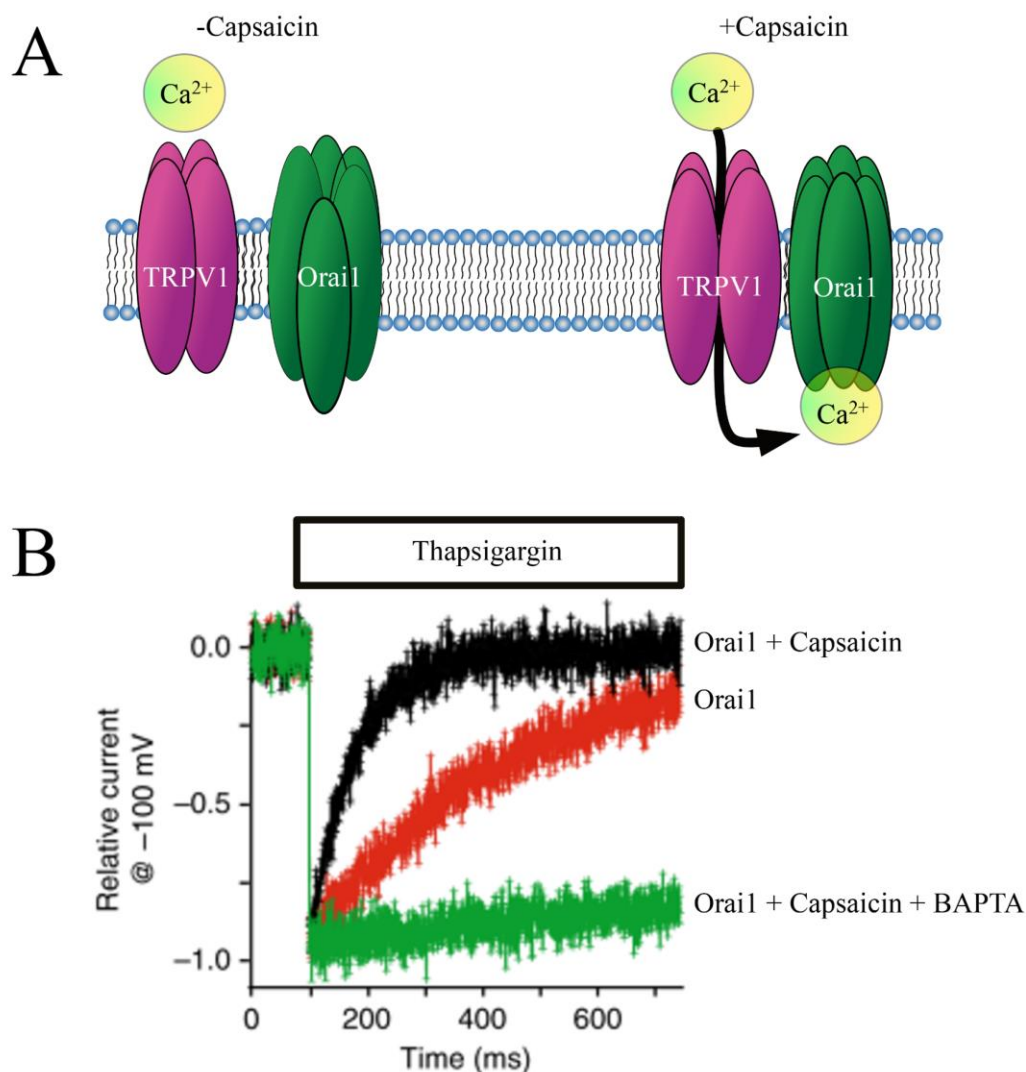 A
-Capsaicin
+Capsaicin
Ca²⁺
Ca²⁺
TRPV1
Orai1
TRPV1
Orai1
Ca²⁺
B
Thapsigargin
0.0
−0.5
−1.0
Relative current
@ −100 mV
Orai1 + Capsaicin
Orai1
Orai1 + Capsaicin + BAPTA
0
200
400
600
Time (ms)